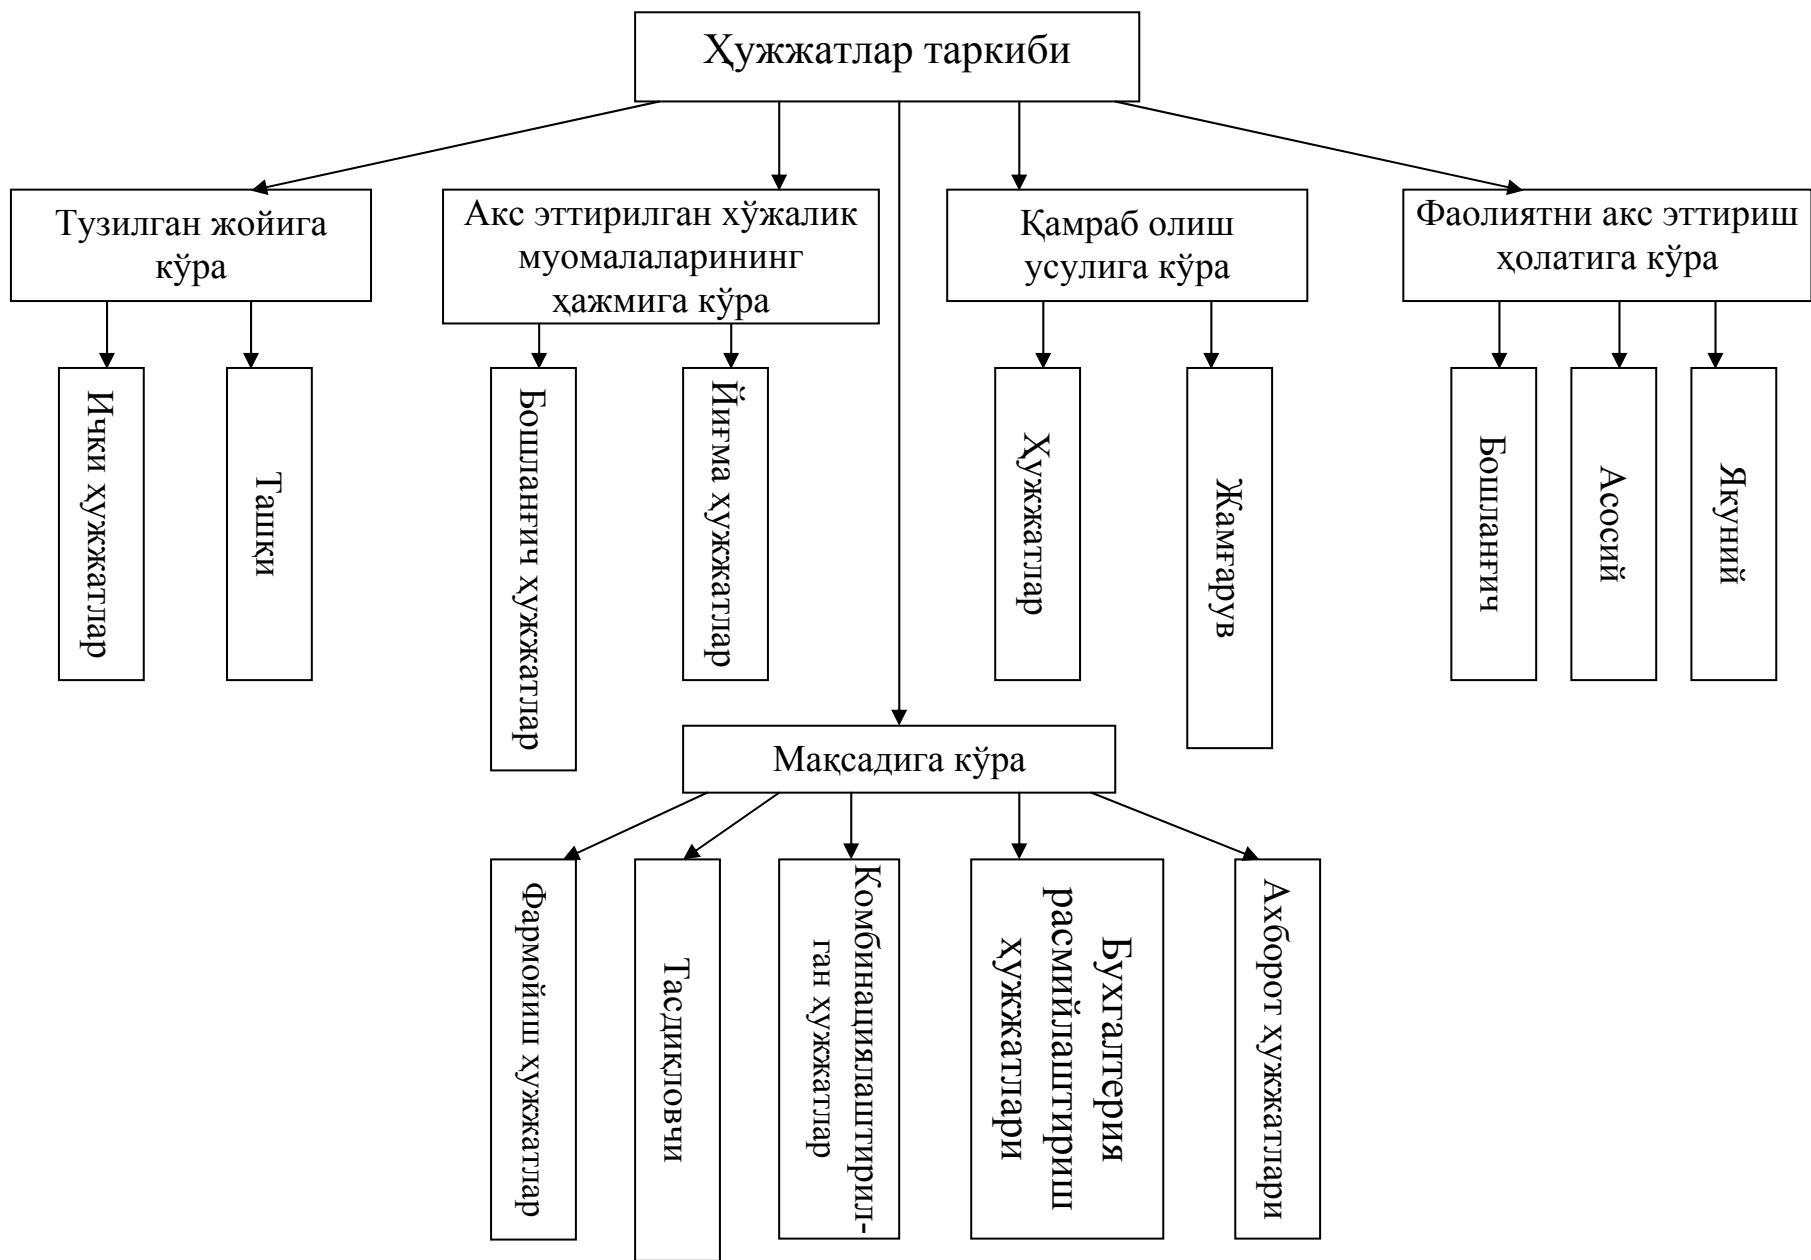 Ҳужжатлар таркиби
Тузилган жойига
кўра
Акс эттирилган хўжалик
муомалаларининг
ҳажмига кўра
Қамраб олиш
усулига кўра
Фаолиятни акс эттириш
ҳолатига кўра
Ички ҳужжатлар
Ташқи
Бошланғич ҳужжатлар
Йиғма ҳужжатлар
Ҳужжатлар
Жамғарув
Бошланғич
Асосий
Якуний
Мақсадига кўра
Фармойиш ҳужжатлар
Тасдиқловчи
Комбинациялаштирил-
ган ҳужжатлар
Бухгалтерия
расмийлаштириш
ҳужжатлари
Ахборот ҳужжатлари